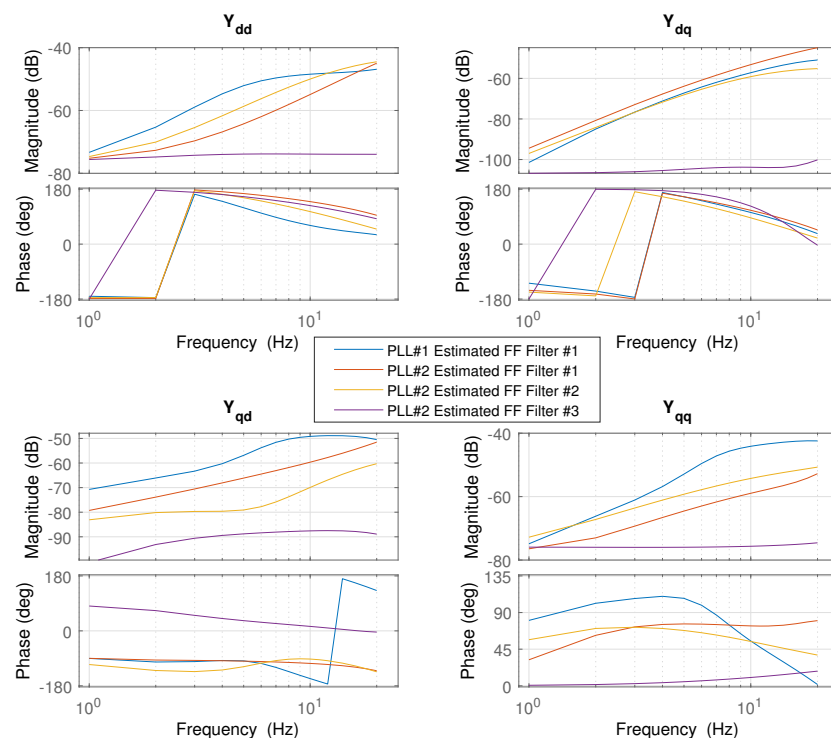 Y_dd
-40
-60
-80
Magnitude (dB)
180
0
-180
Phase (deg)
10^0
10^1
Frequency (Hz)
Y_dq
-60
-80
-100
Magnitude (dB)
180
0
-180
Phase (deg)
10^0
10^1
Frequency (Hz)
PLL#1 Estimated FF Filter #1
PLL#2 Estimated FF Filter #1
PLL#2 Estimated FF Filter #2
PLL#2 Estimated FF Filter #3
Y_qd
-50
-60
-70
-80
-90
Magnitude (dB)
180
0
-180
Phase (deg)
10^0
10^1
Frequency (Hz)
Y_qq
-40
-60
-80
Magnitude (dB)
135
90
45
0
Phase (deg)
10^0
10^1
Frequency (Hz)